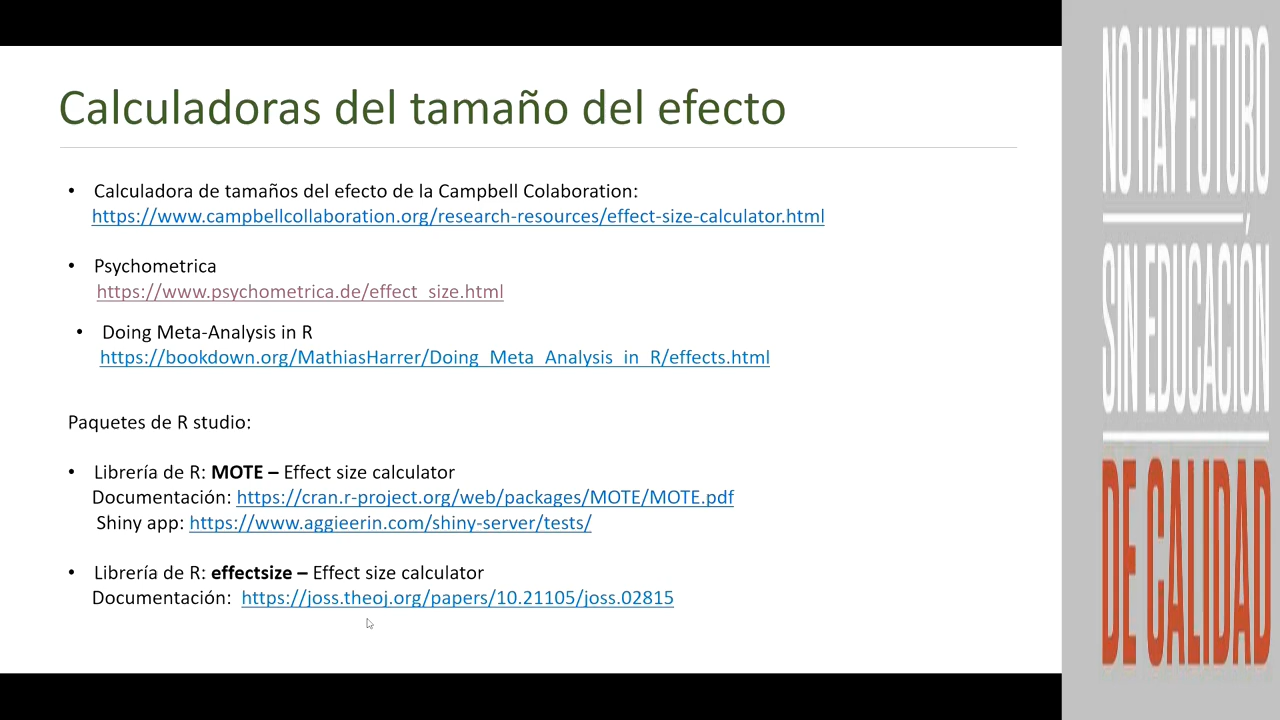 Calculadoras del tamaño del efecto
• Calculadora de tamaños del efecto de la Campbell Colaboration:
https://www.campbellcollaboration.org/research-resources/effect-size-calculator.html
• Psychometrica
https://www.psychometrica.de/effect_size.html
• Doing Meta-Analysis in R
https://bookdown.org/MathiasHarrer/Doing_Meta_Analysis_in_R/effects.html
Paquetes de R studio:
• Librería de R: MOTE – Effect size calculator
Documentación: https://cran.r-project.org/web/packages/MOTE/MOTE.pdf
Shiny app: https://www.aggieerin.com/shiny-server/tests/
• Librería de R: effectsize – Effect size calculator
Documentación: https://joss.theoj.org/papers/10.21105/joss.02815
NO HAY FUTURO
SIN EDUCACIÓN
DE CALIDAD